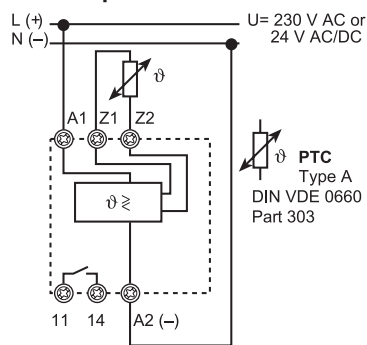 L (+)
N (–)
U= 230 V AC or
24 V AC/DC
ϑ
A1 Z1 Z2
ϑ PTC
Type A
DIN VDE 0660
Part 303
ϑ ≷
11 14 A2 (–)